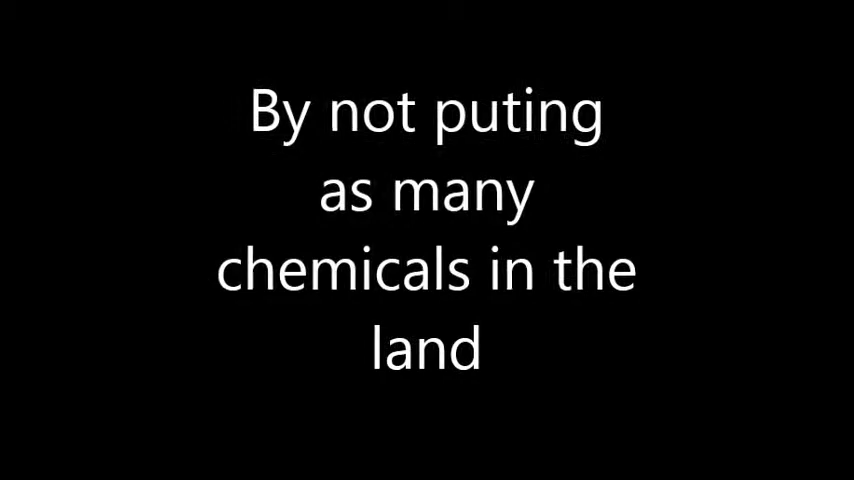 By not puting
as many
chemicals in the
land